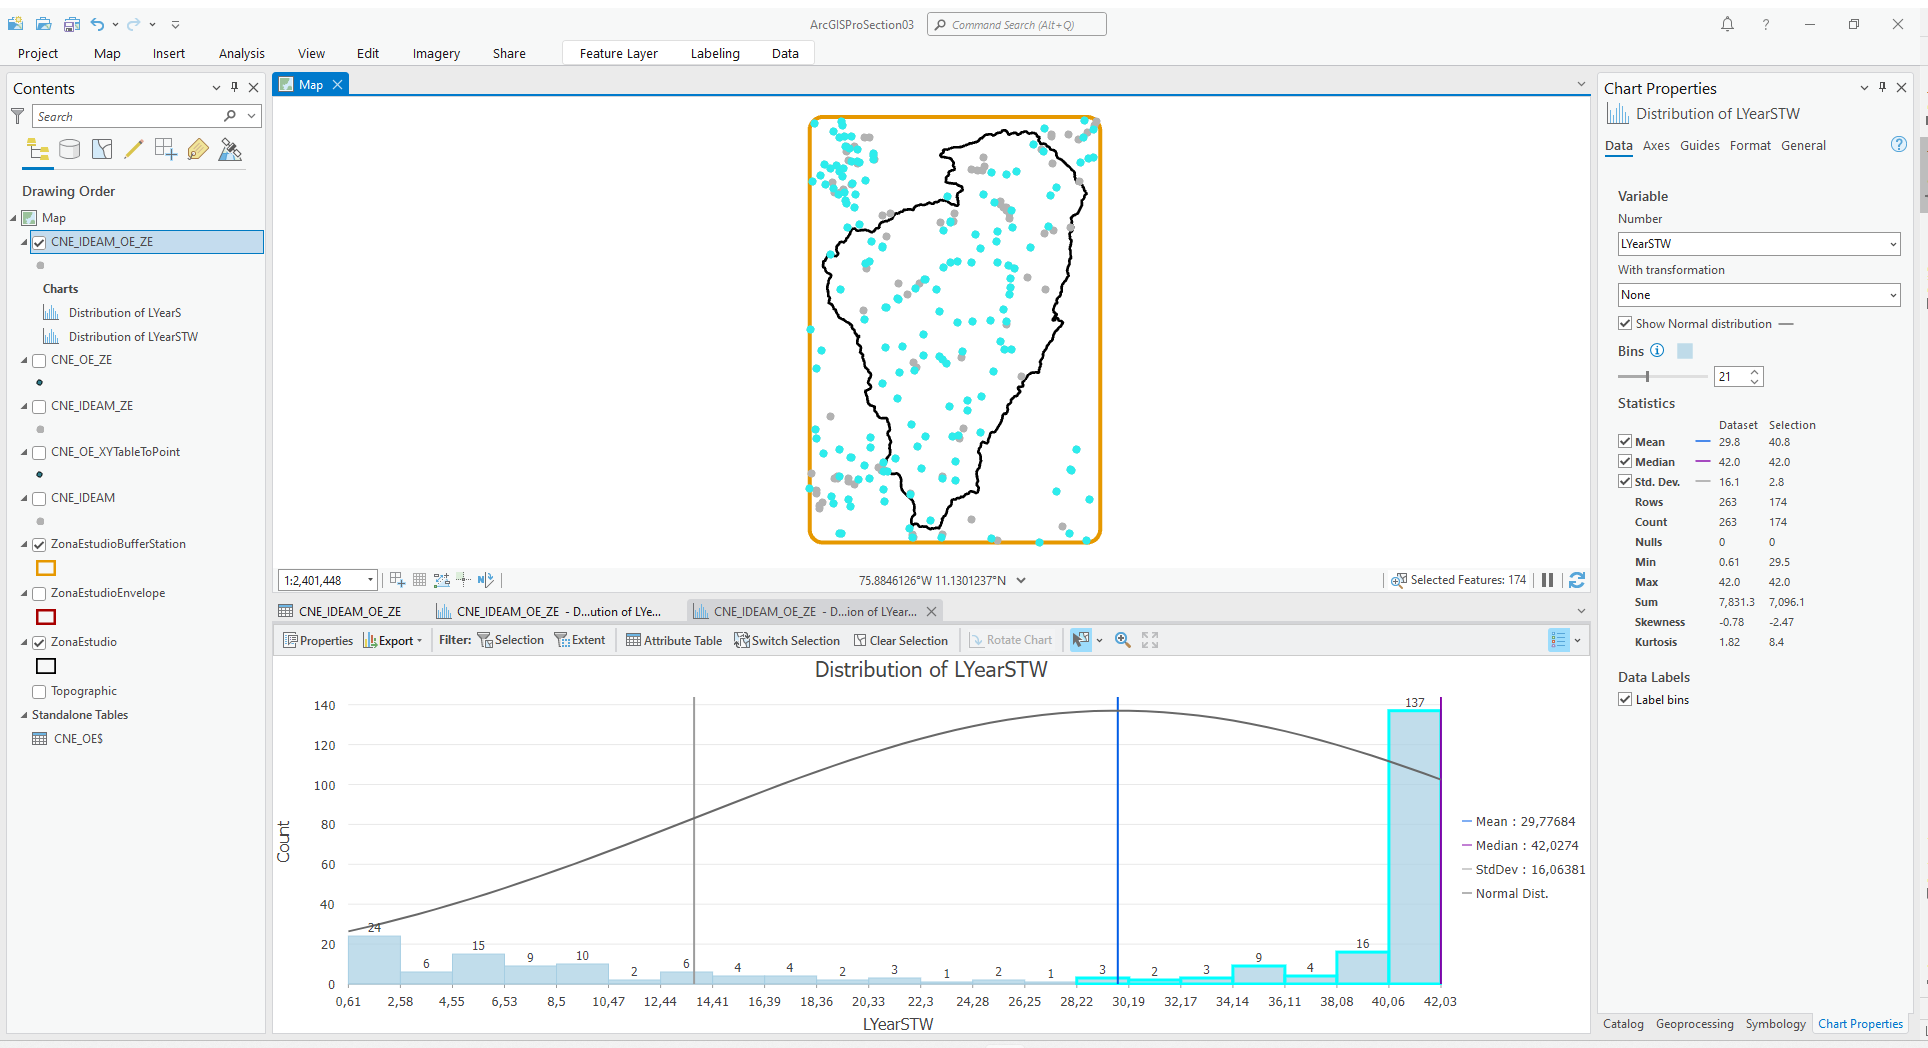 ArcGISProSection03
Command Search (Alt+Q)
?
Project
Map
Insert
Analysis
View
Edit
Imagery
Share
Feature Layer
Labeling
Data
Contents
Search
Drawing Order
Map
CNE_IDEAM_OE_ZE
Charts
Distribution of LYearS
Distribution of LYearSTW
CNE_OE_ZE
CNE_IDEAM_ZE
CNE_OE_XYTableToPoint
CNE_IDEAM
ZonaEstudioBufferStation
ZonaEstudioEnvelope
ZonaEstudio
Topographic
Standalone Tables
CNE_OE$
Map
1:2,401,448
75.8846126°W 11.1301237°N
Selected Features: 174
CNE_IDEAM_OE_ZE
CNE_IDEAM_OE_ZE - D...ution of LYe...
CNE_IDEAM_OE_ZE - D...ion of LYear...
Properties
Export
Filter:
Selection
Extent
Attribute Table
Switch Selection
Clear Selection
Rotate Chart
Distribution of LYearSTW
Count
140
120
100
80
60
40
20
0
24
6
15
9
10
2
6
4
4
2
3
1
2
1
3
2
3
9
4
16
137
0,61
2,58
4,55
6,53
8,5
10,47
12,44
14,41
16,39
18,36
20,33
22,3
24,28
26,25
28,22
30,19
32,17
34,14
36,11
38,08
40,06
42,03
LYearSTW
Mean : 29,77684
Median : 42,0274
StdDev : 16,06381
Normal Dist.
Chart Properties
Distribution of LYearSTW
Data
Axes
Guides
Format
General
?
Variable
Number
LYearSTW
With transformation
None
Show Normal distribution
Bins
21
Statistics
Dataset Selection
Mean 29.8 40.8
Median 42.0 42.0
Std. Dev. 16.1 2.8
Rows 263 174
Count 263 174
Nulls 0 0
Min 0.61 29.5
Max 42.0 42.0
Sum 7,831.3 7,096.1
Skewness -0.78 -2.47
Kurtosis 1.82 8.4
Data Labels
Label bins
Catalog
Geoprocessing
Symbology
Chart Properties